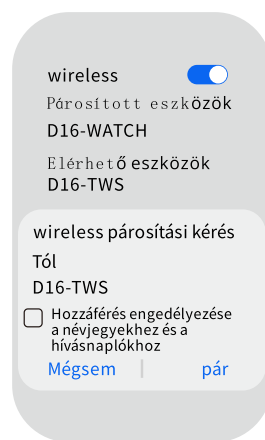 wireless
Párosított eszközök
D16-WATCH
Elérhető eszközök
D16-TWS
wireless párosítási kérés
Tól
D16-TWS
Hozzáférés engedélyezése
a névjegyekhez és a
hívásnaplókhoz
Mégsem | pár